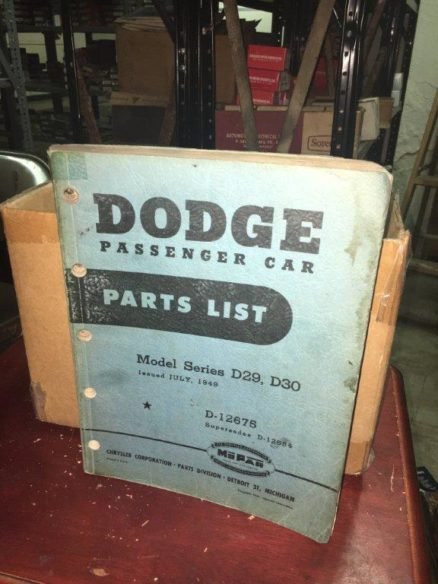 DODGE
PASSENGER CAR
PARTS LIST
Model Series D29, D30
Issued JULY, 1949
D-12675
Supersedes D-12554
MOPAR
CHRYSLER CORPORATION · PARTS DIVISION · DETROIT 31, MICHIGAN